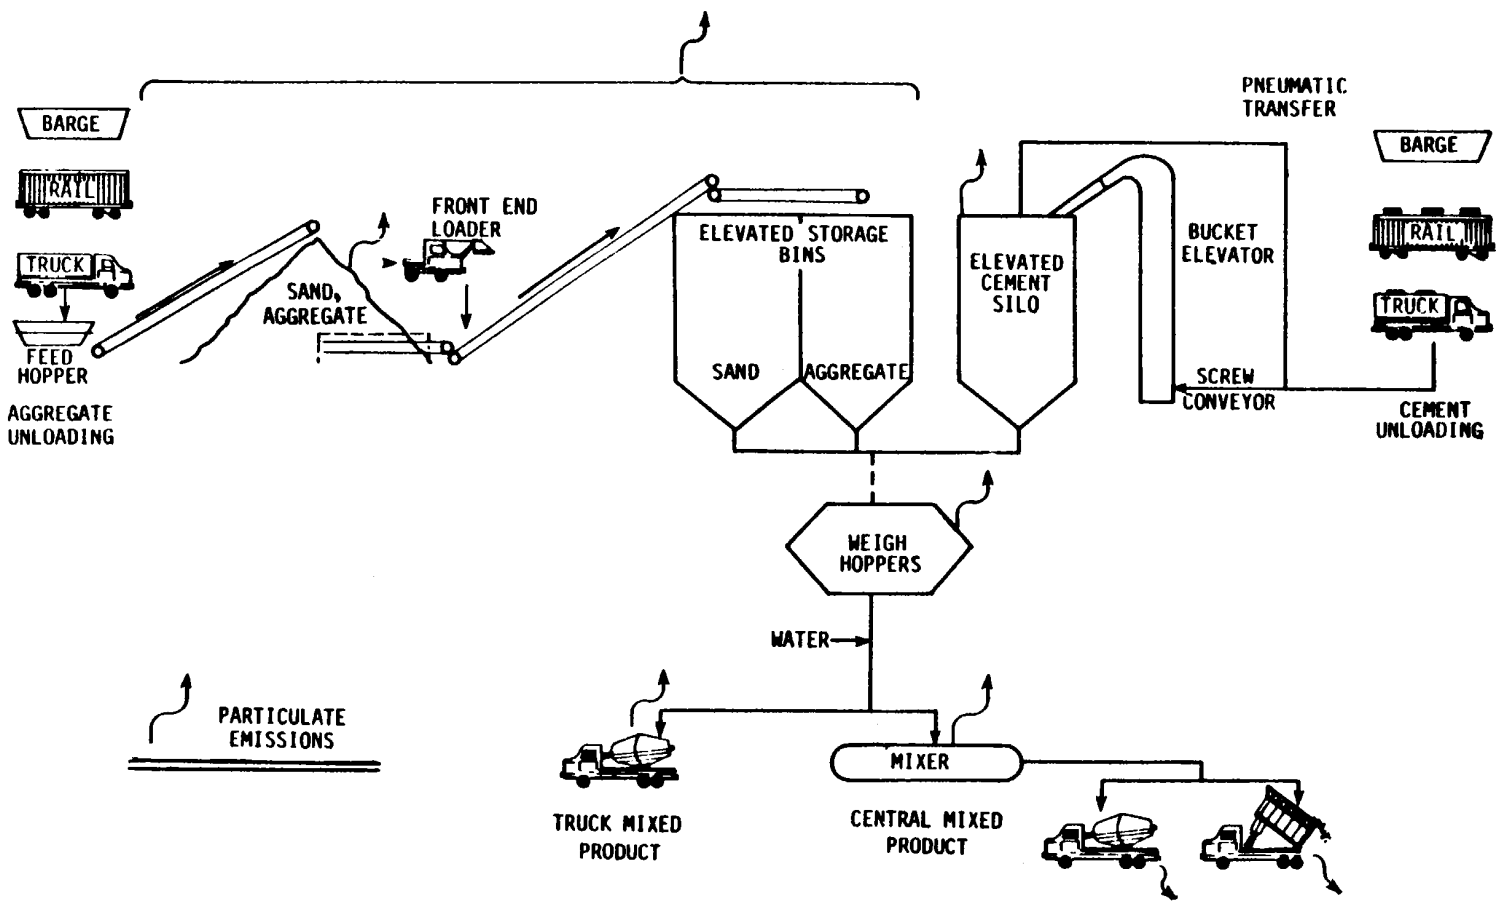 PNEUMATIC
TRANSFER
BARGE
RAIL
TRUCK
FEED
HOPPER
AGGREGATE
UNLOADING
SAND,
AGGREGATE
FRONT END
LOADER
ELEVATED STORAGE
BINS
SAND
AGGREGATE
ELEVATED
CEMENT
SILO
BUCKET
ELEVATOR
SCREW
CONVEYOR
BARGE
RAIL
TRUCK
CEMENT
UNLOADING
WEIGH
HOPPERS
WATER
PARTICULATE
EMISSIONS
TRUCK MIXED
PRODUCT
MIXER
CENTRAL MIXED
PRODUCT